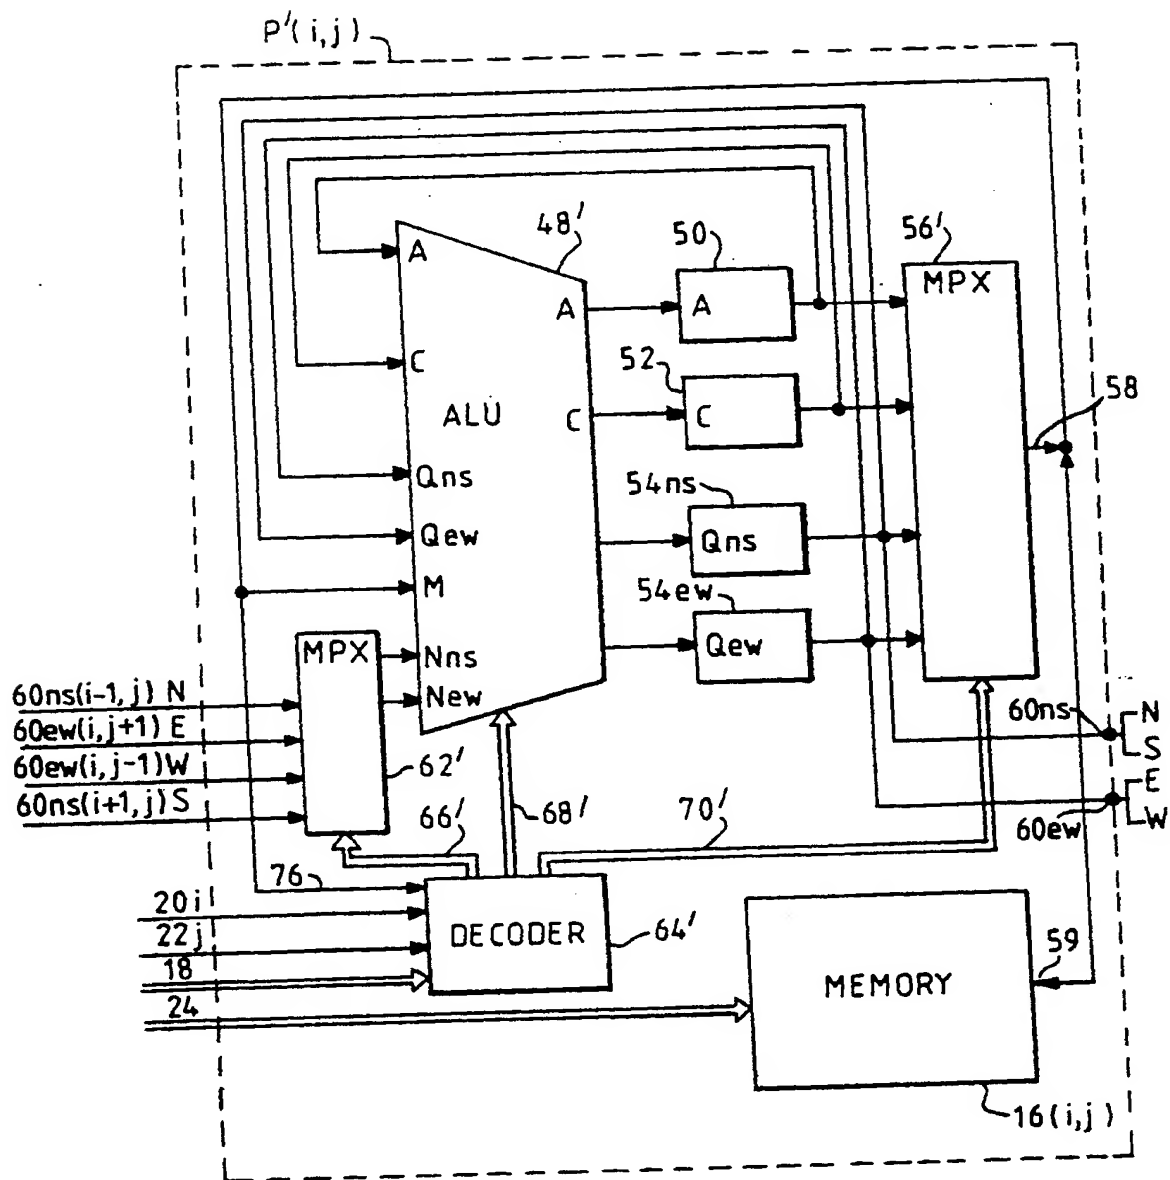 P'(i,j)
48'
50
56'
A
A
A
MPX
C
52
ALU
C
C
58
Qns
54ns
Qew
Qns
M
54ew
MPX
Nns
Qew
New
60ns(i-1,j) N
60ew(i,j+1) E
60ew(i,j-1) W
60ns(i+1,j) S
60ns
N
S
E
W
60ew
62'
66'
68'
70'
76
20i
22j
18
24
DECODER
64'
59
MEMORY
16(i,j)